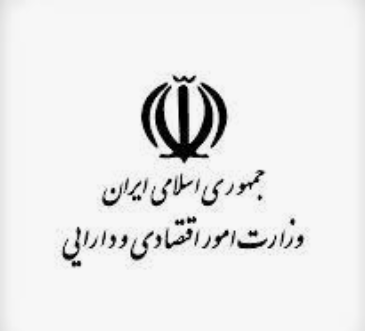 جمهوری اسلامی ایران
وزارت امور اقتصادی و دارایی